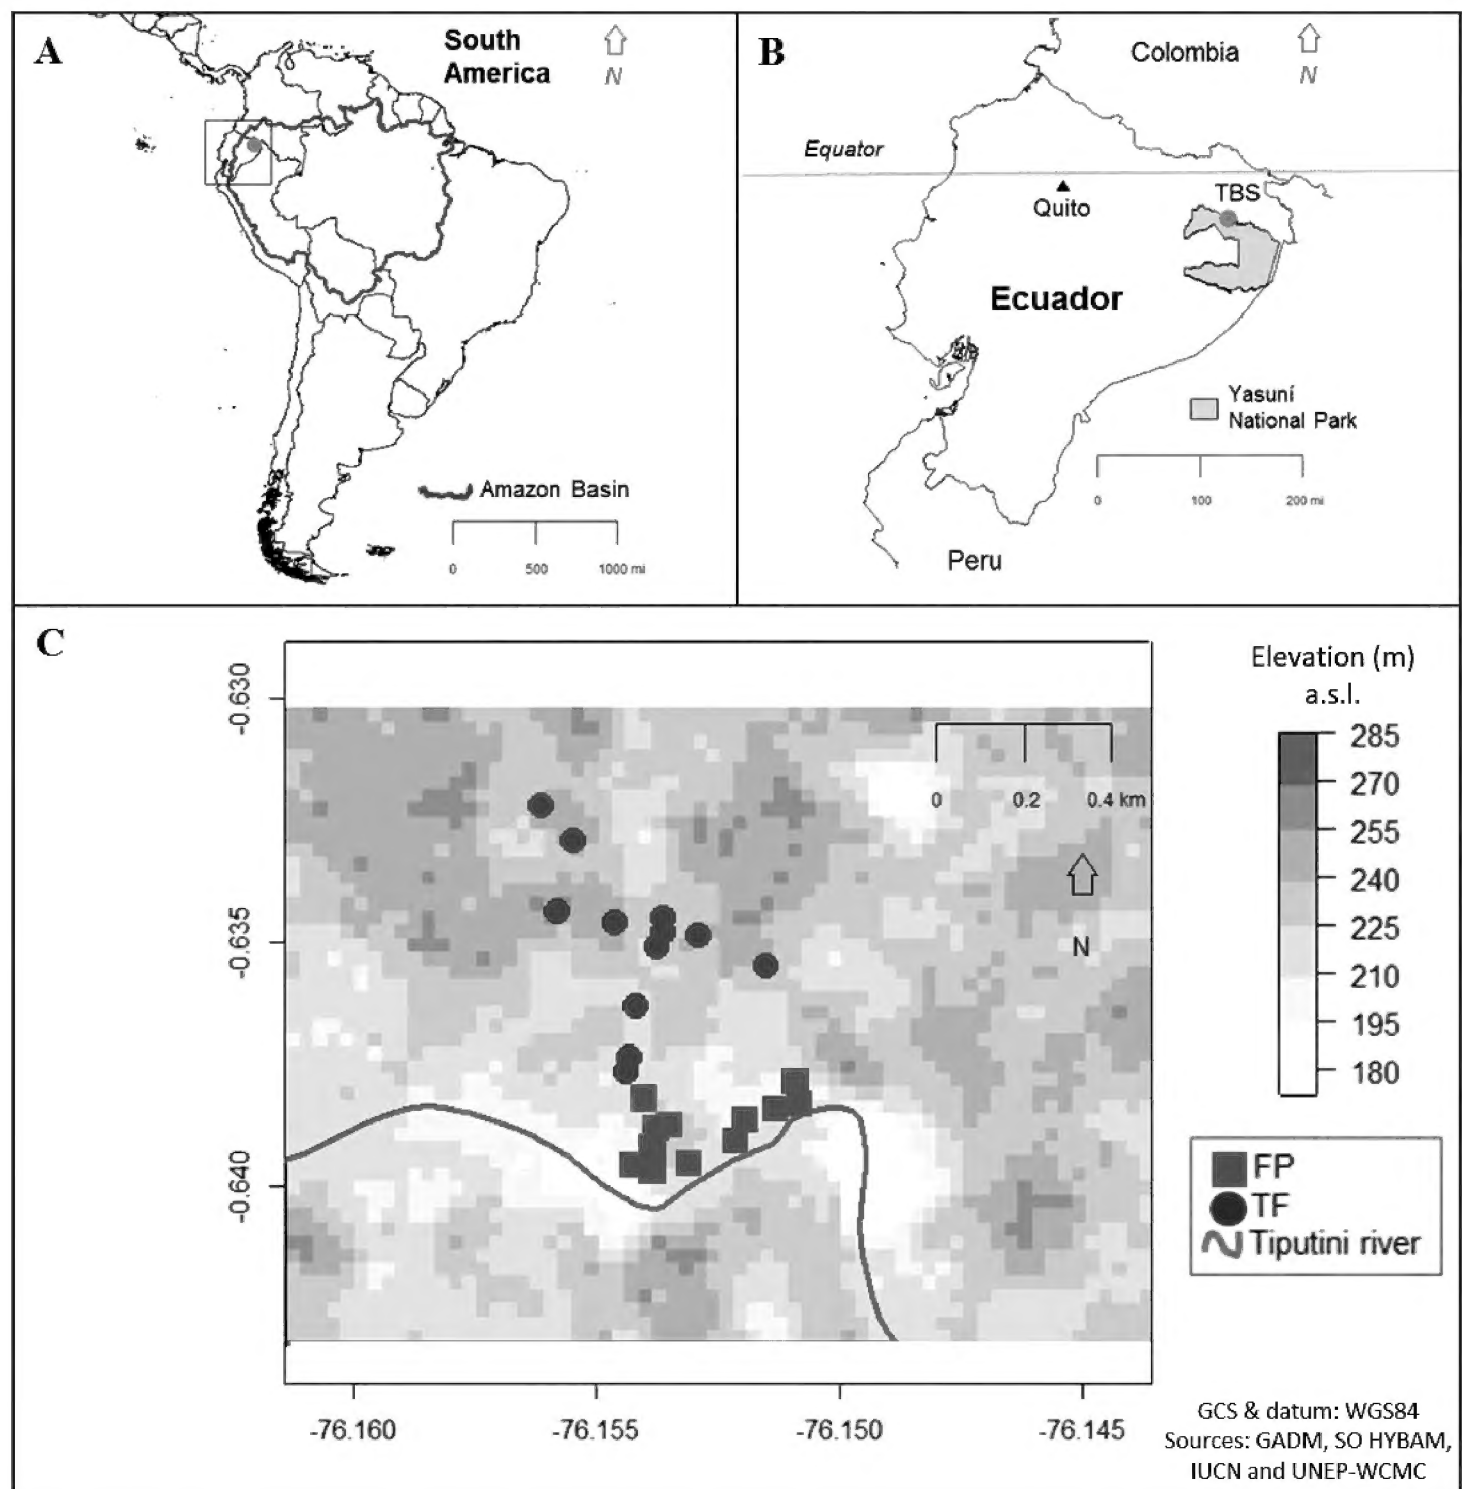 A
South
America
N
Amazon Basin
0 500 1000 mi
B
Colombia
N
Equator
Quito
TBS
Ecuador
Yasuní
National Park
0 100 200 mi
Peru
C
-0.630
-0.635
-0.640
0 0.2 0.4 km
N
-76.160 -76.155 -76.150 -76.145
Elevation (m)
a.s.l.
285
270
255
240
225
210
195
180
FP
TF
Tiputini river
GCS & datum: WGS84
Sources: GADM, SO HYBAM,
IUCN and UNEP-WCMC